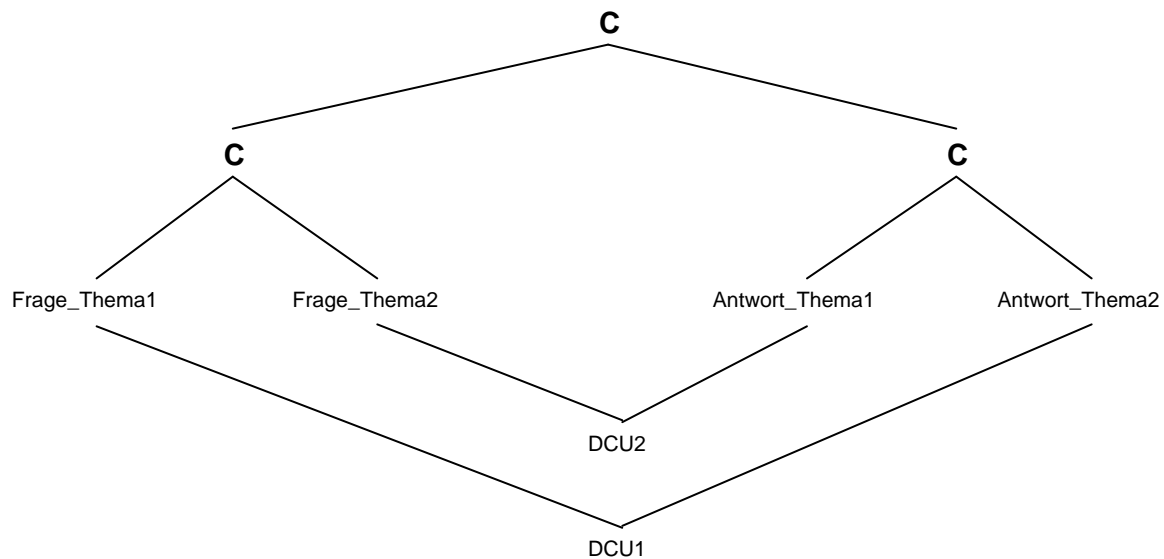 C
C C
Frage_Thema1 Frage_Thema2 Antwort_Thema1 Antwort_Thema2
DCU2
DCU1